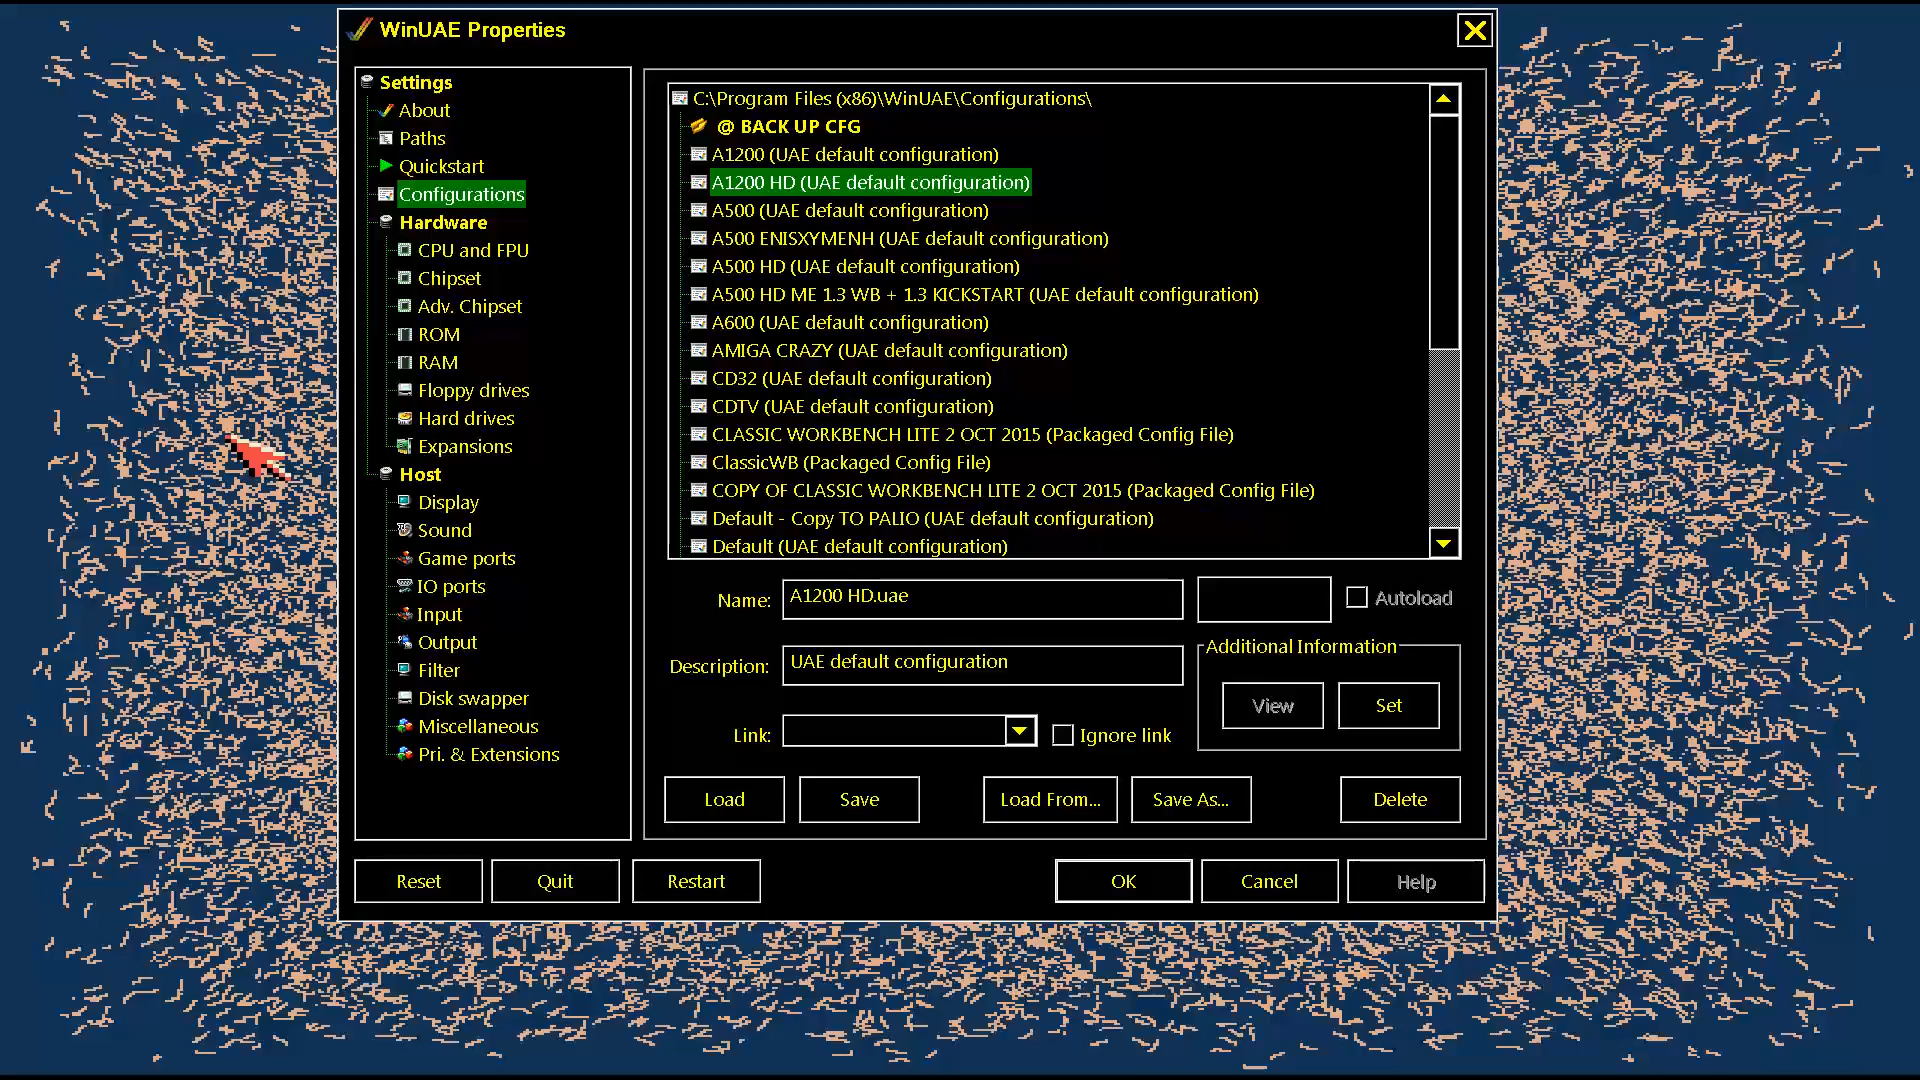 WinUAE Properties
Settings
About
Paths
Quickstart
Configurations
Hardware
CPU and FPU
Chipset
Adv. Chipset
ROM
RAM
Floppy drives
Hard drives
Expansions
Host
Display
Sound
Game ports
IO ports
Input
Output
Filter
Disk swapper
Miscellaneous
Pri. & Extensions
C:\Program Files (x86)\WinUAE\Configurations\
@ BACK UP CFG
A1200 (UAE default configuration)
A1200 HD (UAE default configuration)
A500 (UAE default configuration)
A500 ENISXYMENH (UAE default configuration)
A500 HD (UAE default configuration)
A500 HD ME 1.3 WB + 1.3 KICKSTART (UAE default configuration)
A600 (UAE default configuration)
AMIGA CRAZY (UAE default configuration)
CD32 (UAE default configuration)
CDTV (UAE default configuration)
CLASSIC WORKBENCH LITE 2 OCT 2015 (Packaged Config File)
ClassicWB (Packaged Config File)
COPY OF CLASSIC WORKBENCH LITE 2 OCT 2015 (Packaged Config File)
Default - Copy TO PALIO (UAE default configuration)
Default (UAE default configuration)
Name: A1200 HD.uae
Autoload
Description: UAE default configuration
Additional Information
View Set
Link:
Ignore link
Load Save Load From... Save As... Delete
Reset Quit Restart OK Cancel Help